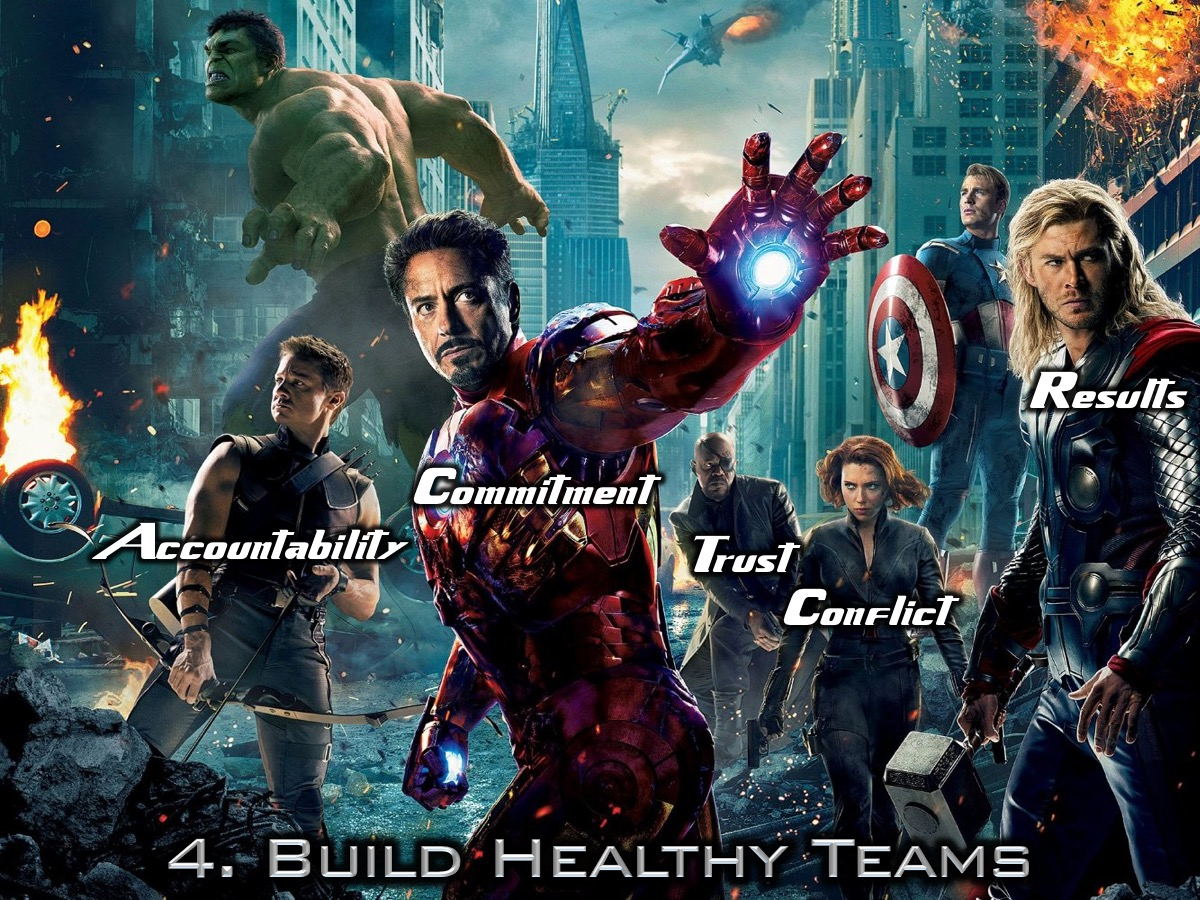 Results
Commitment
Accountability
Trust
Conflict
4. Build Healthy Teams